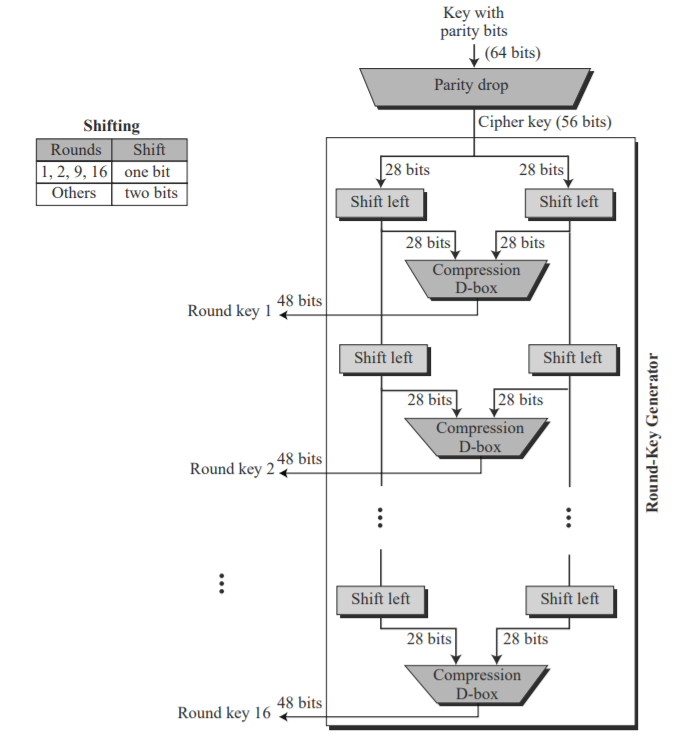 Key with
parity bits
(64 bits)
Parity drop
Cipher key (56 bits)
Shifting
Rounds Shift
1, 2, 9, 16 one bit
Others two bits
28 bits 28 bits
Shift left Shift left
28 bits 28 bits
Compression
D-box
48 bits
Round key 1
Shift left Shift left
28 bits 28 bits
Compression
D-box
48 bits
Round key 2
Round-Key Generator
Shift left Shift left
28 bits 28 bits
Compression
D-box
48 bits
Round key 16